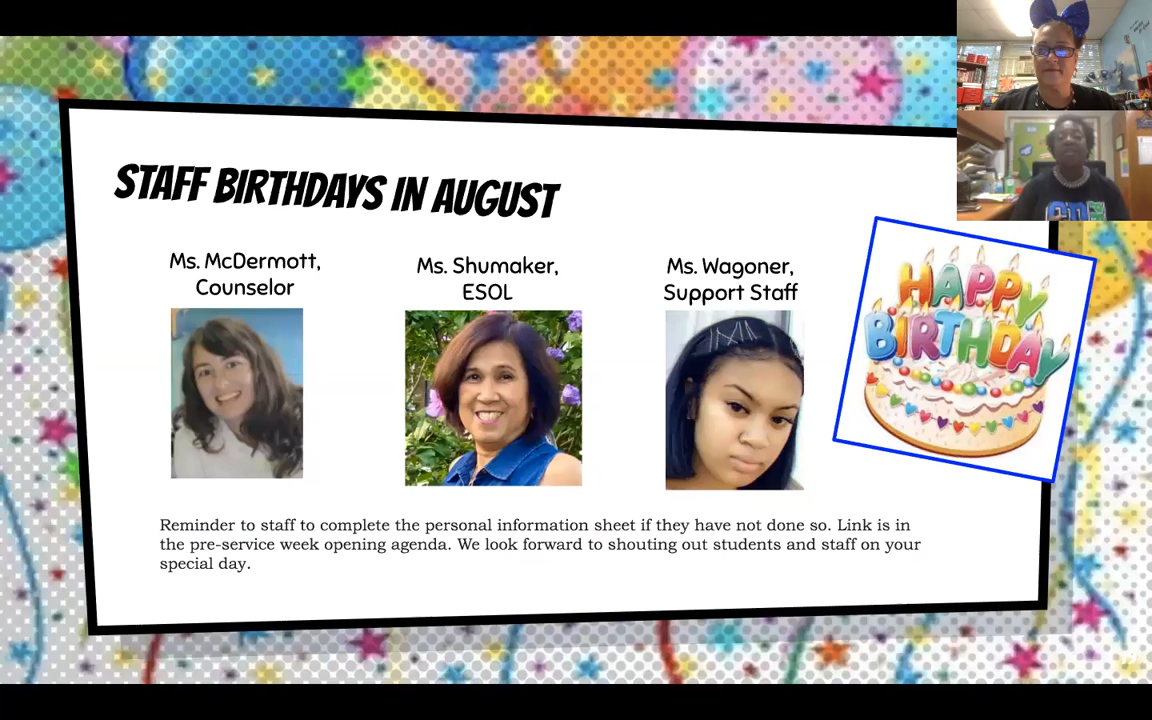 STAFF BIRTHDAYS IN AUGUST
Ms. McDermott,
Counselor
Ms. Shumaker,
ESOL
Ms. Wagoner,
Support Staff
HAPPY
BIRTHDAY
Reminder to staff to complete the personal information sheet if they have not done so. Link is in
the pre-service week opening agenda. We look forward to shouting out students and staff on your
special day.